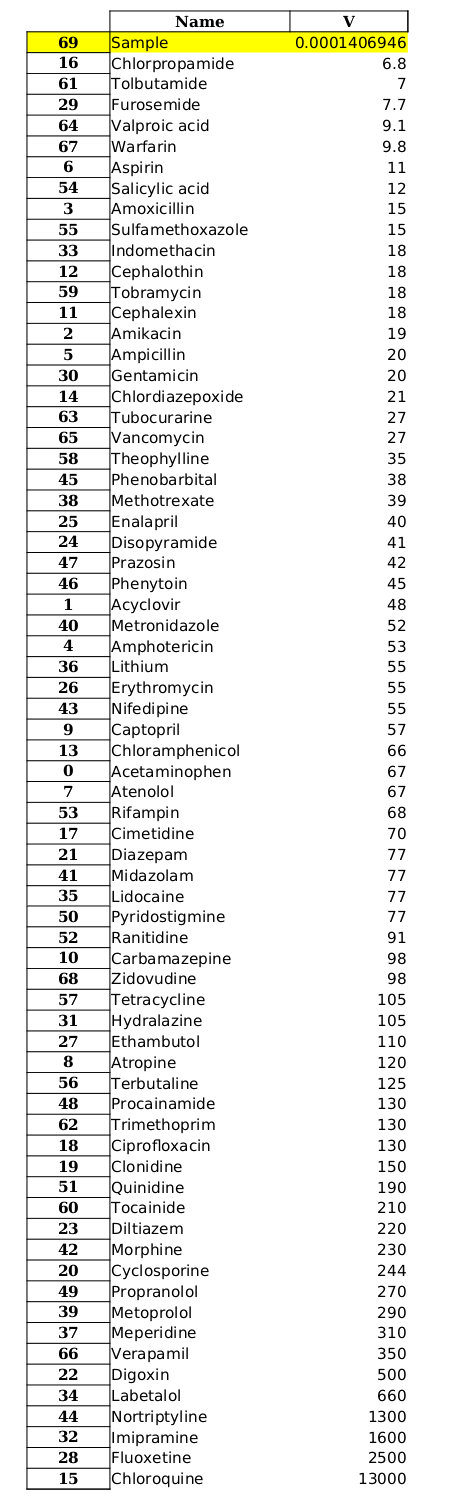 Name V
69 Sample 0.0001406946
16 Chlorpropamide 6.8
61 Tolbutamide 7
29 Furosemide 7.7
64 Valproic acid 9.1
67 Warfarin 9.8
6 Aspirin 11
54 Salicylic acid 12
3 Amoxicillin 15
55 Sulfamethoxazole 15
33 Indomethacin 18
12 Cephalothin 18
59 Tobramycin 18
11 Cephalexin 18
2 Amikacin 19
5 Ampicillin 20
30 Gentamicin 20
14 Chlordiazepoxide 21
63 Tubocurarine 27
65 Vancomycin 27
58 Theophylline 35
45 Phenobarbital 38
38 Methotrexate 39
25 Enalapril 40
24 Disopyramide 41
47 Prazosin 42
46 Phenytoin 45
1 Acyclovir 48
40 Metronidazole 52
4 Amphotericin 53
36 Lithium 55
26 Erythromycin 55
43 Nifedipine 55
9 Captopril 57
13 Chloramphenicol 66
0 Acetaminophen 67
7 Atenolol 67
53 Rifampin 68
17 Cimetidine 70
21 Diazepam 77
41 Midazolam 77
35 Lidocaine 77
50 Pyridostigmine 77
52 Ranitidine 91
10 Carbamazepine 98
68 Zidovudine 98
57 Tetracycline 105
31 Hydralazine 105
27 Ethambutol 110
8 Atropine 120
56 Terbutaline 125
48 Procainamide 130
62 Trimethoprim 130
18 Ciprofloxacin 130
19 Clonidine 150
51 Quinidine 190
60 Tocainide 210
23 Diltiazem 220
42 Morphine 230
20 Cyclosporine 244
49 Propranolol 270
39 Metoprolol 290
37 Meperidine 310
66 Verapamil 350
22 Digoxin 500
34 Labetalol 660
44 Nortriptyline 1300
32 Imipramine 1600
28 Fluoxetine 2500
15 Chloroquine 13000